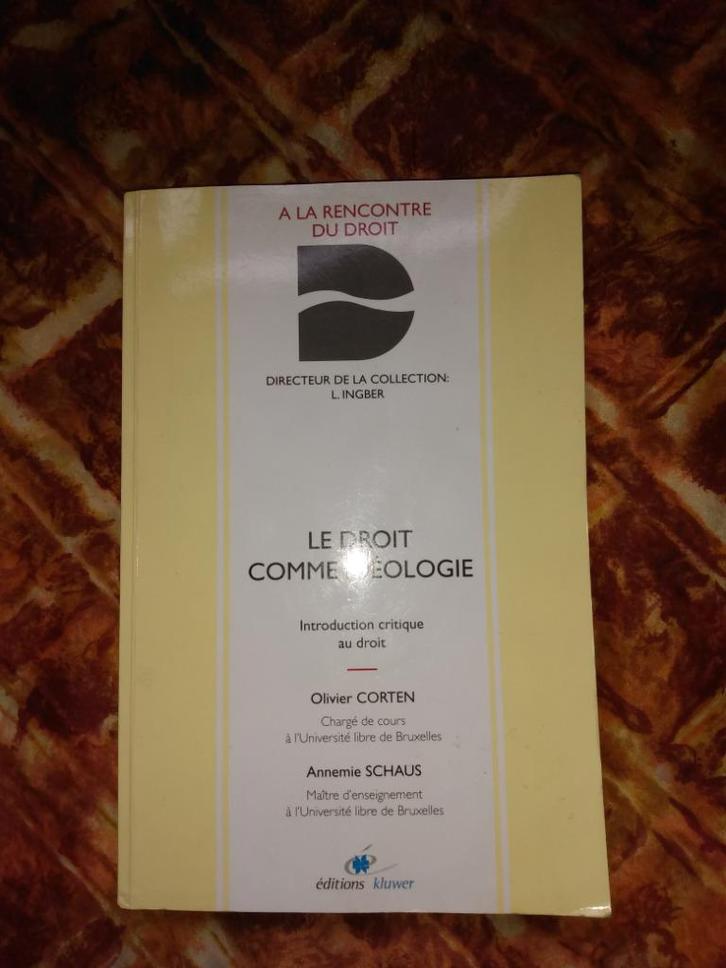 A LA RENCONTRE
DU DROIT
DIRECTEUR DE LA COLLECTION:
L. INGBER
LE DROIT
COMME IDEOLOGIE
Introduction critique
au droit
Olivier CORTEN
Chargé de cours
à l'Université libre de Bruxelles
Annemie SCHAUS
Maître d'enseignement
à l'Université libre de Bruxelles
éditions kluwer